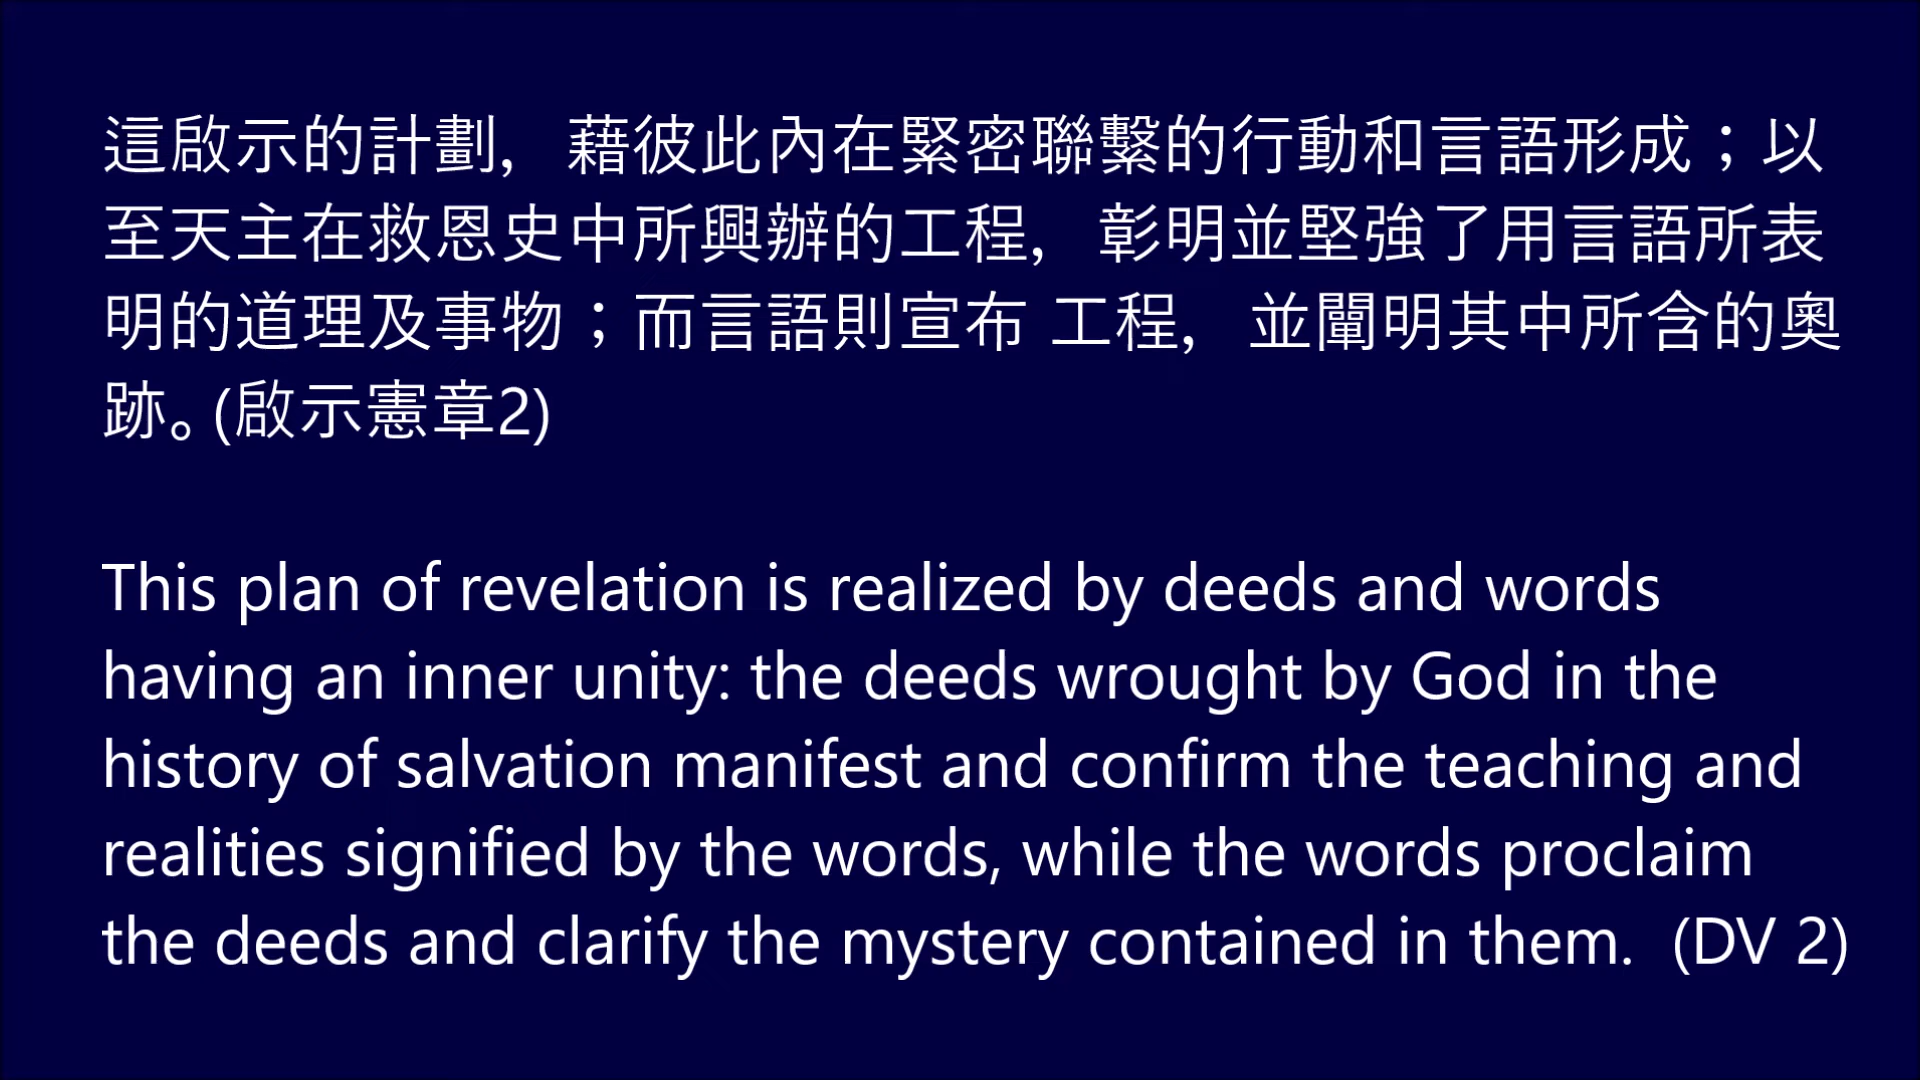 這啟示的計劃, 藉彼此內在緊密聯繫的行動和言語形成；以
至天主在救恩史中所興辦的工程, 彰明並堅強了用言語所表
明的道理及事物；而言語則宣布 工程, 並闡明其中所含的奧
跡。(啟示憲章2)
This plan of revelation is realized by deeds and words
having an inner unity: the deeds wrought by God in the
history of salvation manifest and confirm the teaching and
realities signified by the words, while the words proclaim
the deeds and clarify the mystery contained in them.  (DV 2)